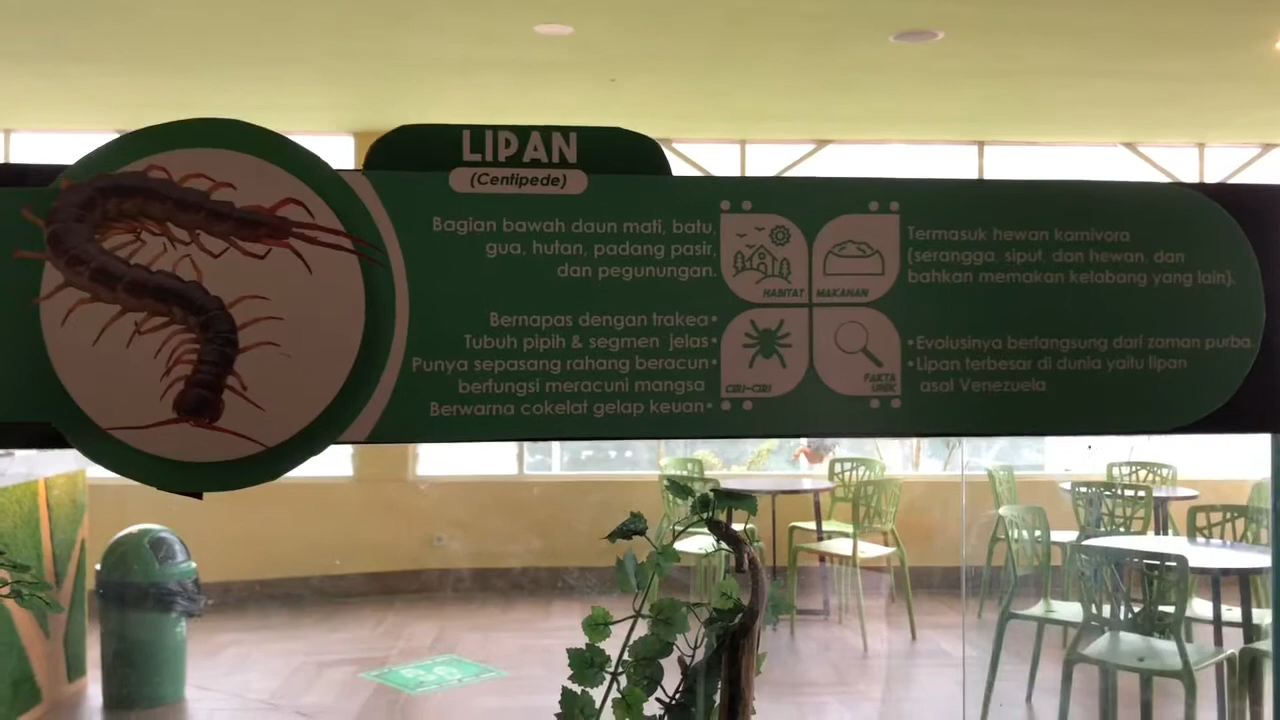 LIPAN
(Centipede)
Bagian bawah daun mati, batu,
gua, hutan, padang pasir,
dan pegunungan.
HABITAT
MAKANAN
Termasuk hewan karnivora
(serangga, siput, dan hewan, dan
bahkan memakan kelabang yang lain).
Bernapas dengan trakea•
Tubuh pipih & segmen jelas•
Punya sepasang rahang beracun•
berfungsi meracuni mangsa
Berwarna cokelat gelap keuan•
CIRI-CIRI
FAKTA
UNIK
•Evolusinya berlangsung dari zaman purba.
•Lipan terbesar di dunia yaitu lipan
asal Venezuela